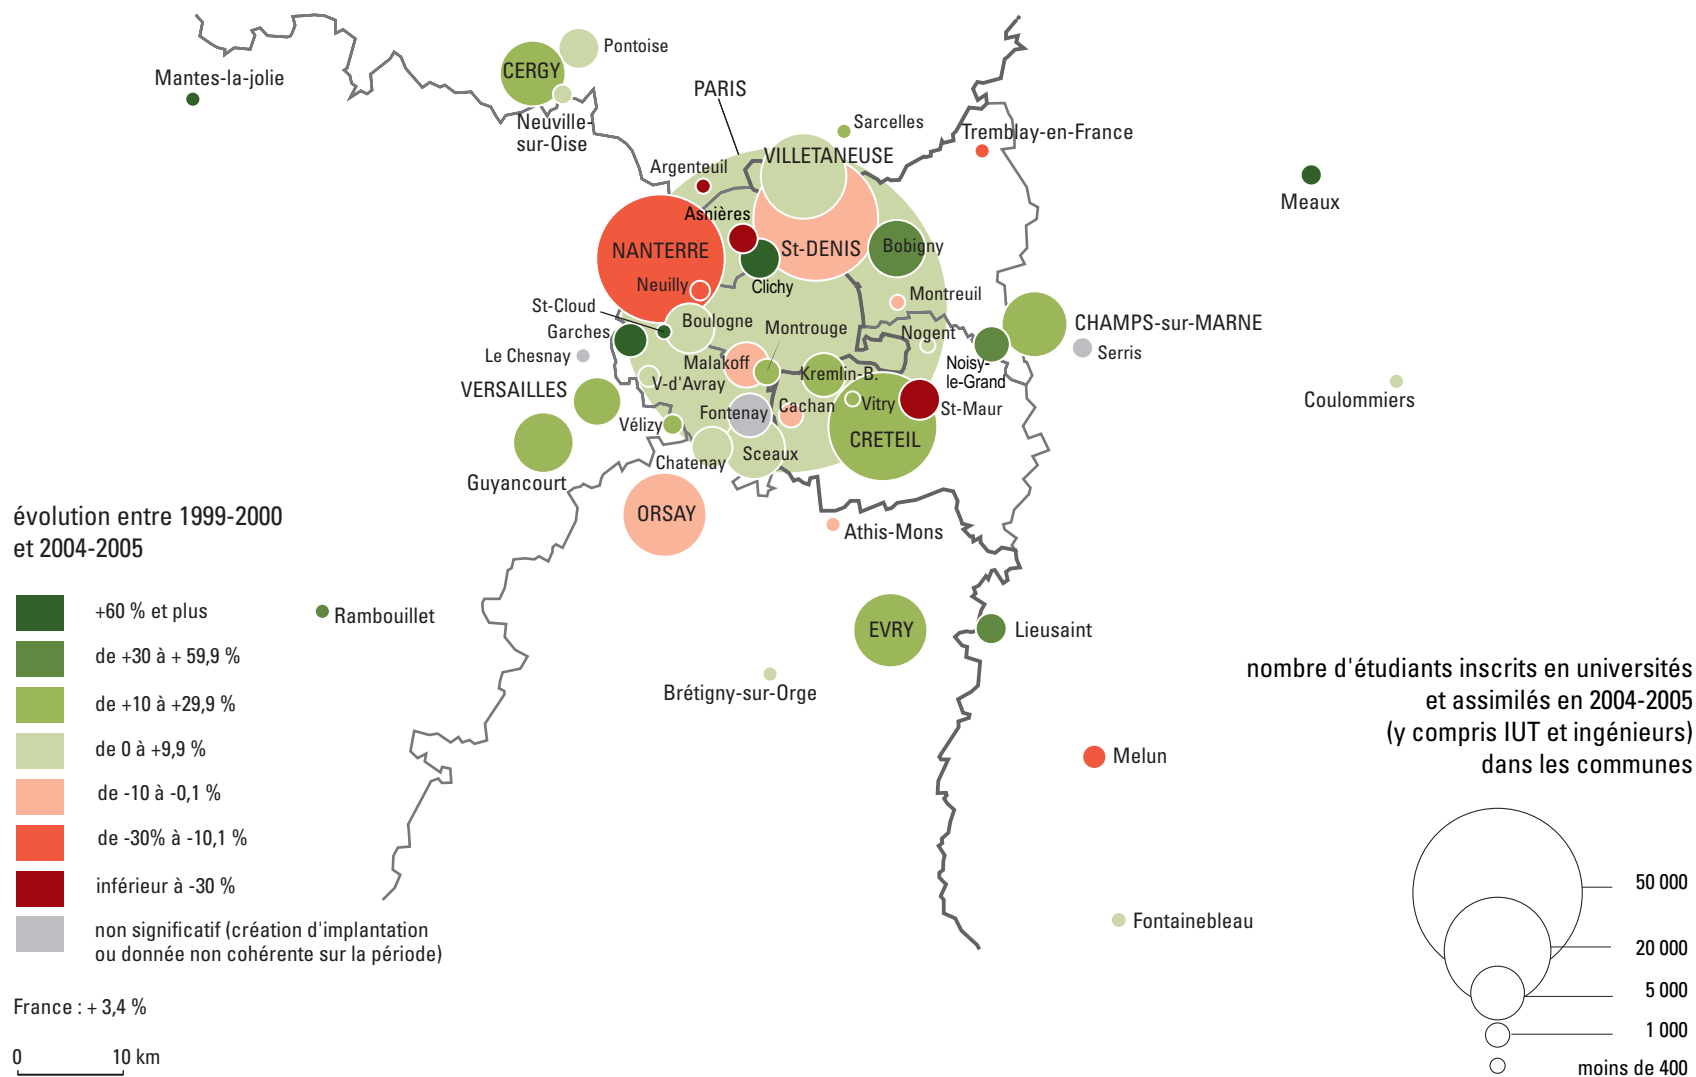 Pontoise
CERGY
Mantes-la-jolie
PARIS
Neuville-
sur-Oise
Sarcelles
Tremblay-en-France
VILLETANEUSE
Argenteuil
Meaux
Asnières
NANTERRE
St-DENIS
Bobigny
Neuilly
Clichy
Montreuil
St-Cloud
Boulogne
Montrouge
CHAMPS-sur-MARNE
Garches
Nogent
Le Chesnay
Malakoff
Serris
Noisy-
le-Grand
Kremlin-B.
V-d'Avray
VERSAILLES
Coulommiers
Fontenay
Cachan
Vitry
St-Maur
Vélizy
CRETEIL
Chatenay
Sceaux
Guyancourt
ORSAY
Athis-Mons
évolution entre 1999-2000
et 2004-2005
+60 % et plus
de +30 à + 59,9 %
de +10 à +29,9 %
de 0 à +9,9 %
de -10 à -0,1 %
de -30% à -10,1 %
inférieur à -30 %
non significatif (création d'implantation
ou donnée non cohérente sur la période)
France : + 3,4 %
0 10 km
Rambouillet
EVRY
Lieusaint
Brétigny-sur-Orge
Melun
Fontainebleau
nombre d'étudiants inscrits en universités
et assimilés en 2004-2005
(y compris IUT et ingénieurs)
dans les communes
50 000
20 000
5 000
1 000
moins de 400